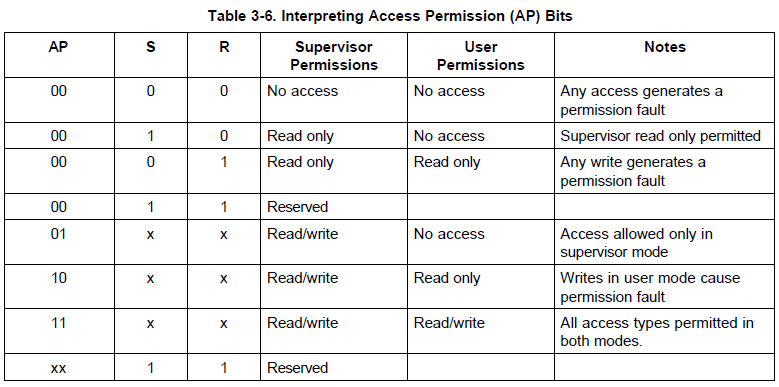 Table 3-6. Interpreting Access Permission (AP) Bits
AP S R Supervisor Permissions User Permissions Notes
00 0 0 No access No access Any access generates a permission fault
00 1 0 Read only No access Supervisor read only permitted
00 0 1 Read only Read only Any write generates a permission fault
00 1 1 Reserved
01 x x Read/write No access Access allowed only in supervisor mode
10 x x Read/write Read only Writes in user mode cause permission fault
11 x x Read/write Read/write All access types permitted in both modes.
xx 1 1 Reserved